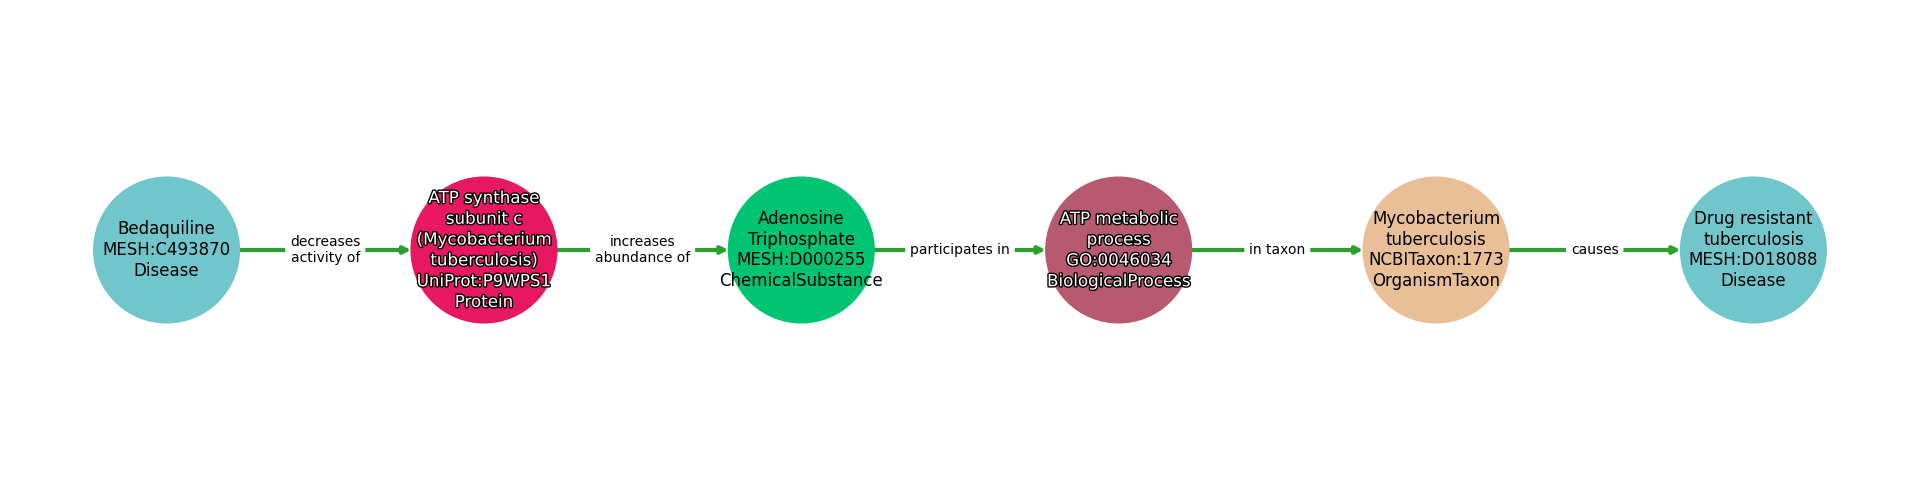 Bedaquiline
MESH:C493870
Disease
decreases
activity of
ATP synthase
subunit c
(Mycobacterium
tuberculosis)
UniProt:P9WPS1
Protein
increases
abundance of
Adenosine
Triphosphate
MESH:D000255
ChemicalSubstance
participates in
ATP metabolic
process
GO:0046034
BiologicalProcess
in taxon
Mycobacterium
tuberculosis
NCBITaxon:1773
OrganismTaxon
causes
Drug resistant
tuberculosis
MESH:D018088
Disease